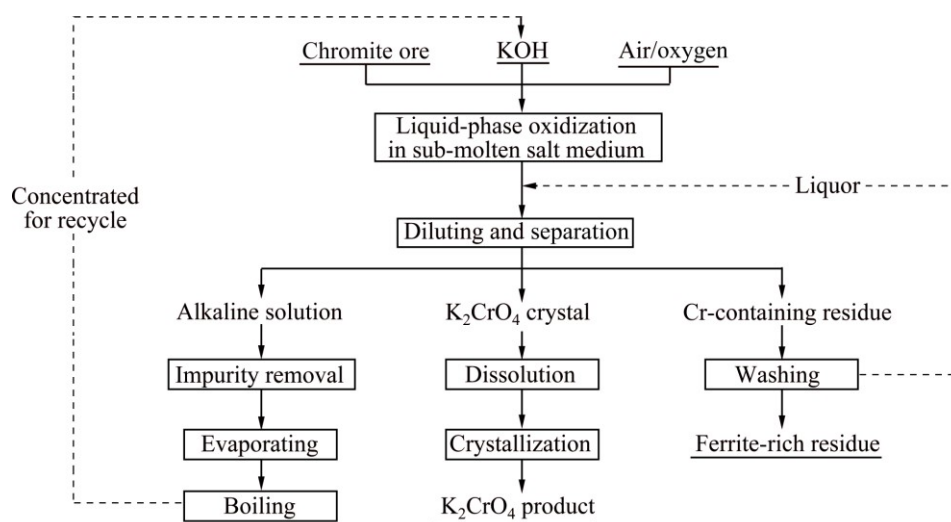 Chromite ore
KOH
Air/oxygen
Liquid-phase oxidization
in sub-molten salt medium
Concentrated
for recycle
Liquor
Diluting and separation
Alkaline solution
K₂CrO₄ crystal
Cr-containing residue
Impurity removal
Dissolution
Washing
Evaporating
Crystallization
Ferrite-rich residue
Boiling
K₂CrO₄ product